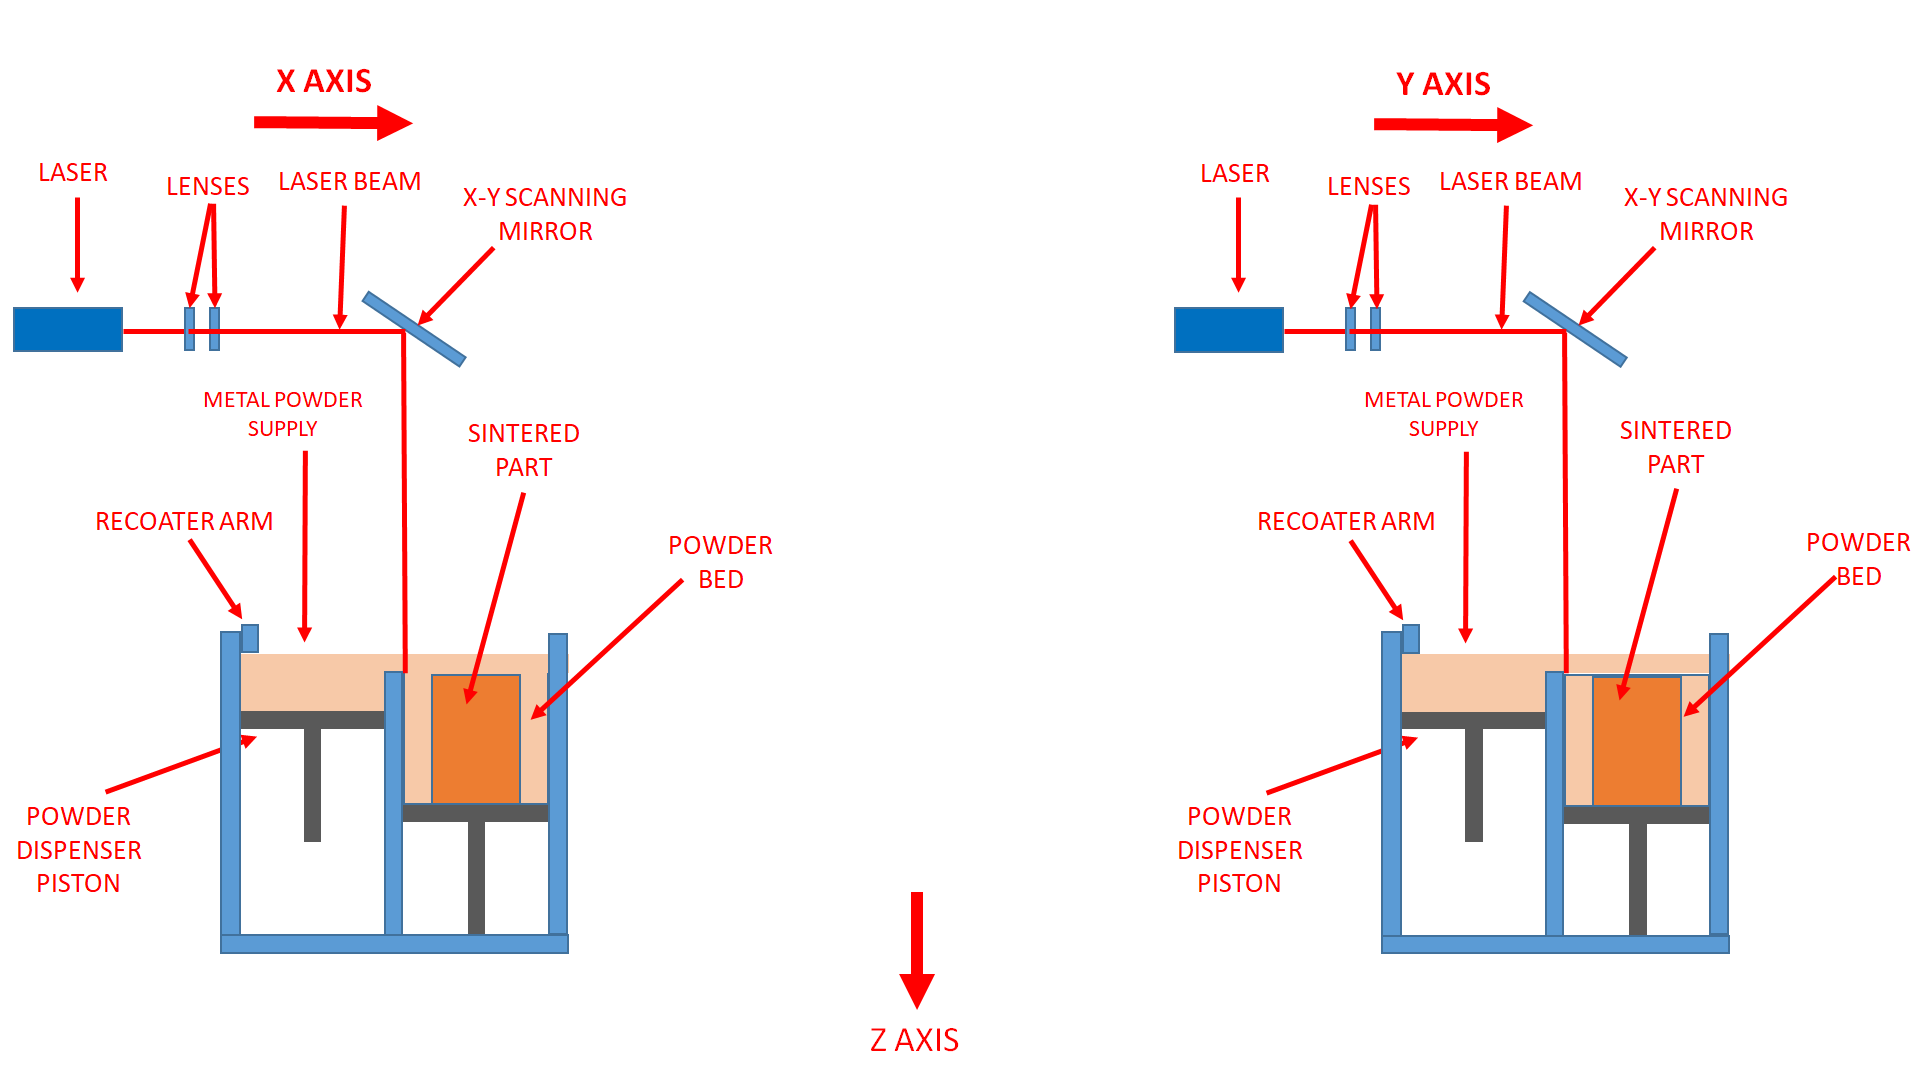 X AXIS
LASER
LENSES
LASER BEAM
X-Y SCANNING
MIRROR
METAL POWDER
SUPPLY
SINTERED
PART
RECOATER ARM
POWDER
BED
POWDER
DISPENSER
PISTON
Y AXIS
LASER
LENSES
LASER BEAM
X-Y SCANNING
MIRROR
METAL POWDER
SUPPLY
SINTERED
PART
RECOATER ARM
POWDER
BED
POWDER
DISPENSER
PISTON
Z AXIS